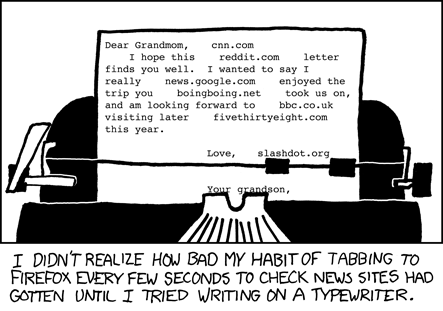 Dear Grandmom, cnn.com
I hope this reddit.com letter
finds you well. I wanted to say I
really news.google.com enjoyed the
trip you boingboing.net took us on,
and am looking forward to bbc.co.uk
visiting later fivethirtyeight.com
this year.
Love, slashdot.org
Your grandson,
I DIDN'T REALIZE HOW BAD MY HABIT OF TABBING TO
FIREFOX EVERY FEW SECONDS TO CHECK NEWS SITES HAD
GOTTEN UNTIL I TRIED WRITING ON A TYPEWRITER.